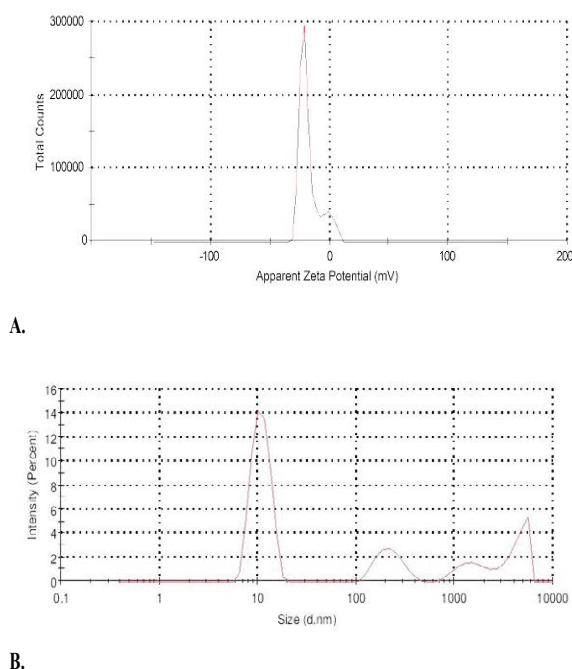 300000
200000
100000
0
Total Counts
-100 0 100 200
Apparent Zeta Potential (mV)
A.
16
14
12
10
8
6
4
2
0
Intensity (Percent)
0.1 1 10 100 1000 10000
Size (d.nm)
B.